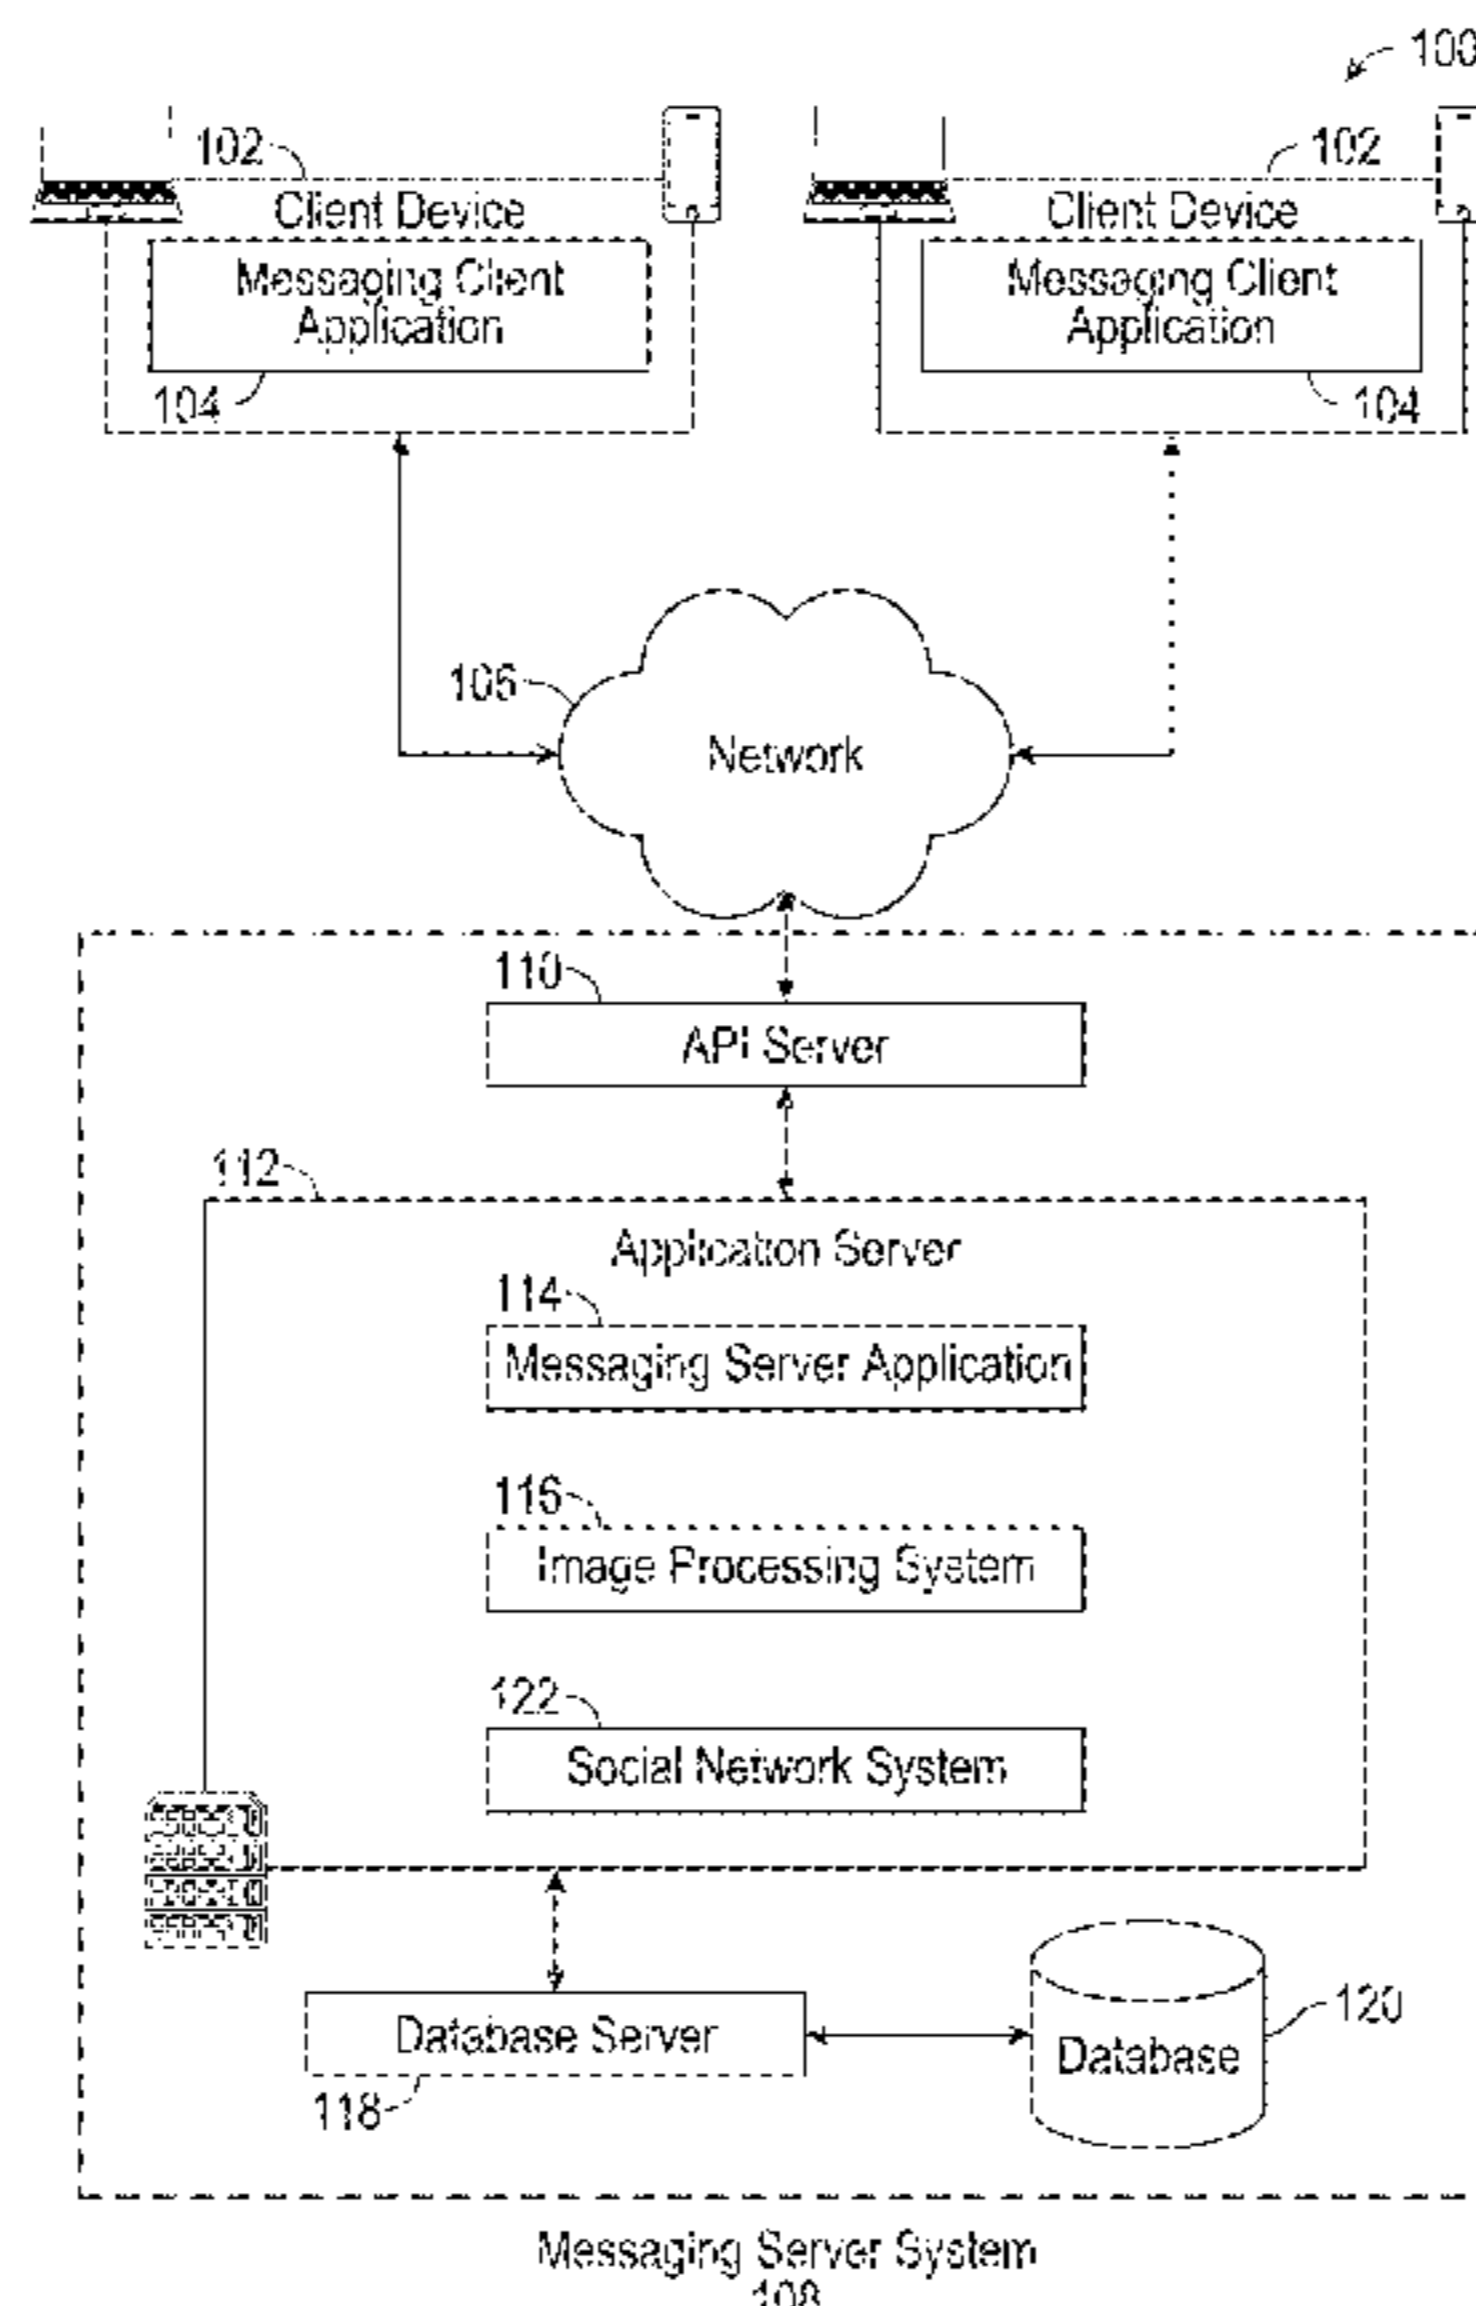 100
102
102
Client Device
Client Device
Messaging Client
Application
Messaging Client
Application
104
104
106
Network
110
API Server
112
Application Server
114
Messaging Server Application
116
Image Processing System
122
Social Network System
Database Server
118
Database
120
Messaging Server System
108